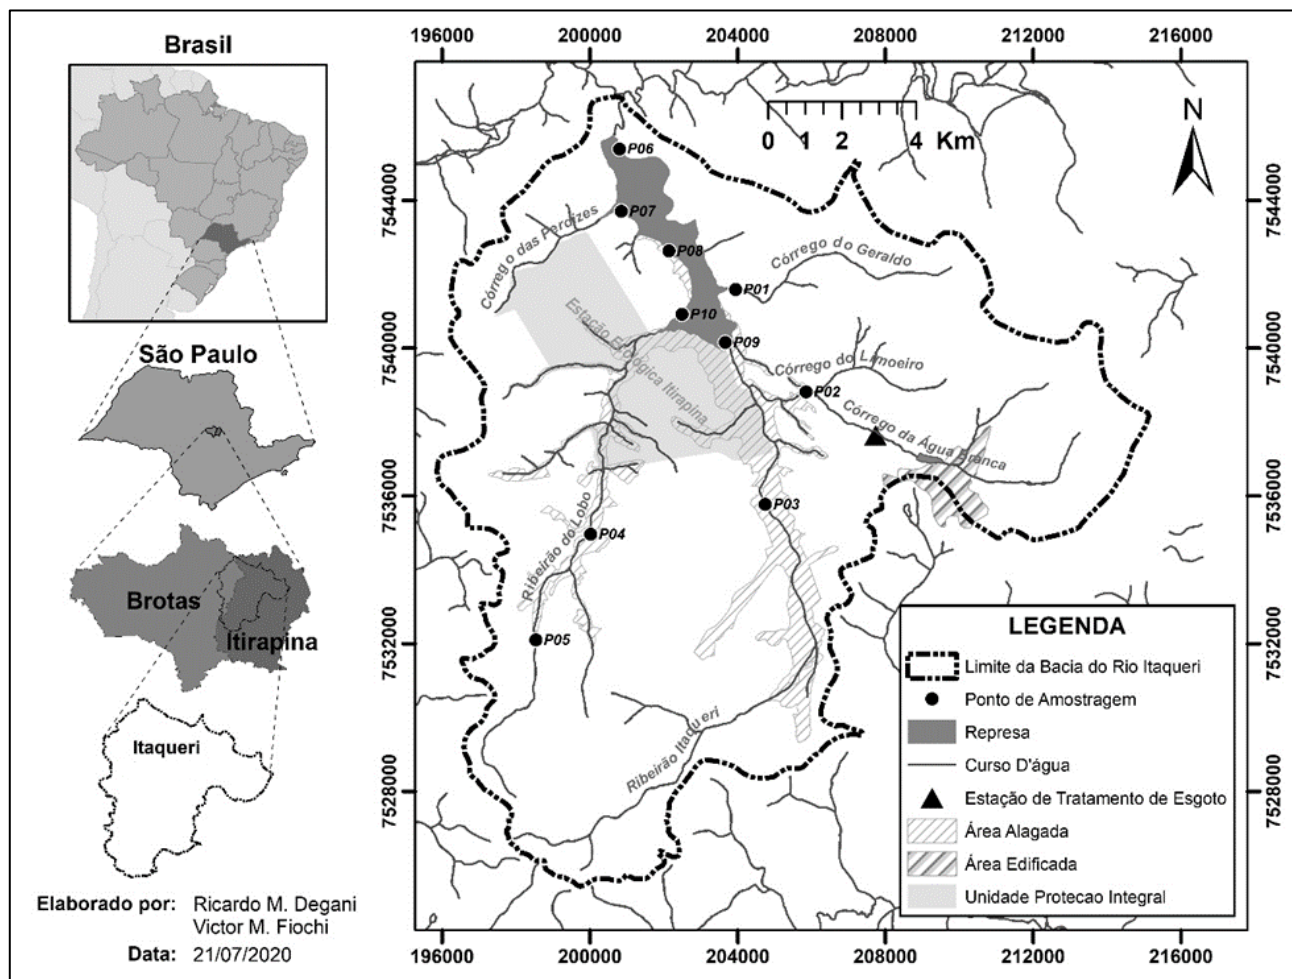 Brasil
São Paulo
Brotas
Itirapina
Itaqueri
Elaborado por: Ricardo M. Degani
Victor M. Fiochi
Data: 21/07/2020
196000 200000 204000 208000 212000 216000
0 2 4 Km
N
7544000
7540000
7536000
7532000
7528000
7544000
7540000
7536000
7532000
7528000
P06
P07
Córrego das Perdizes
P08
Córrego do Geraldo
P01
P10
Estação Ecológica Itirapina
P09
Córrego do Limoeiro
P02
Córrego da Água Branca
P03
Ribeirão do Lobo
P04
P05
Ribeirão Itaqueri
LEGENDA
Limite da Bacia do Rio Itaqueri
Ponto de Amostragem
Represa
Curso D'água
Estação de Tratamento de Esgoto
Área Alagada
Área Edificada
Unidade Protecao Integral
196000 200000 204000 208000 212000 216000